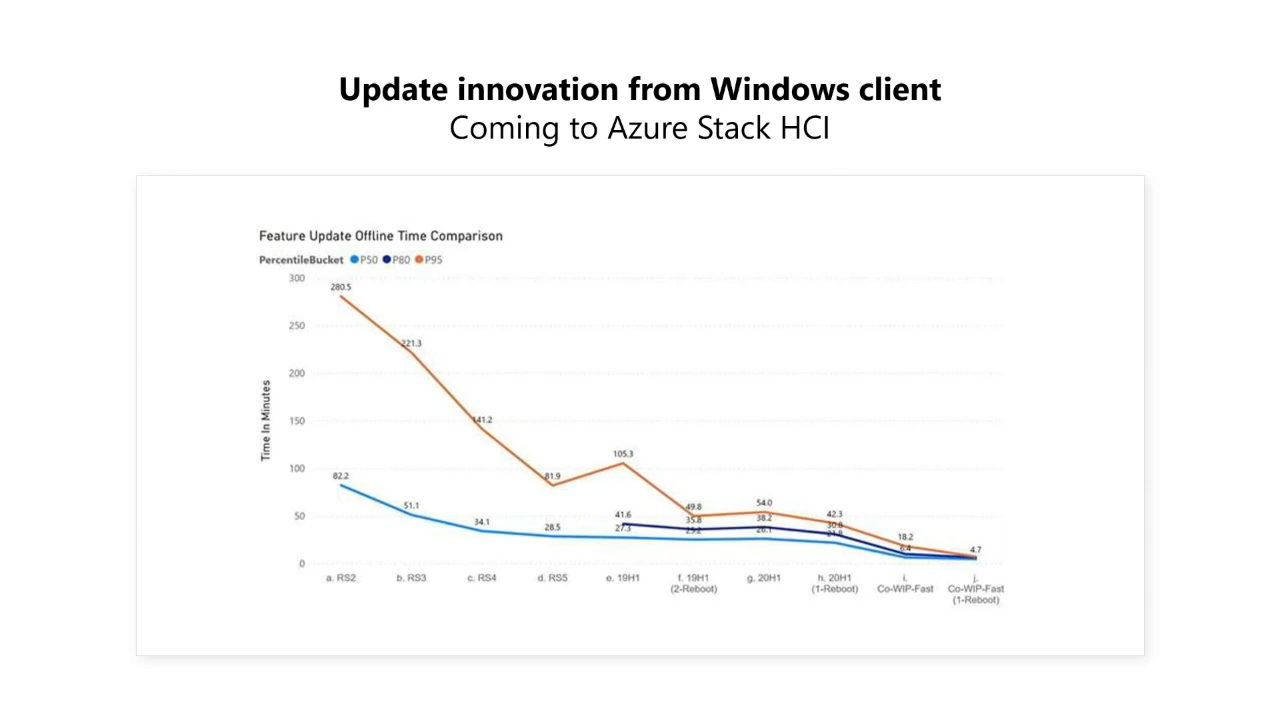 Update innovation from Windows client
Coming to Azure Stack HCI
Feature Update Offline Time Comparison
PercentileBucket P50 P80 P95
Time In Minutes
300
250
200
150
100
50
0
280.5
221.3
141.2
81.9
105.3
49.8
54.0
42.3
18.2
4.7
82.2
51.1
34.1
28.5
27.3
25.2
26.1
21.8
6.4
41.6
35.8
38.2
30.8
a. RS2
b. RS3
c. RS4
d. RS5
e. 19H1
f. 19H1
(2-Reboot)
g. 20H1
h. 20H1
(1-Reboot)
i.
Co-WIP-Fast
j.
Co-WIP-Fast
(1-Reboot)